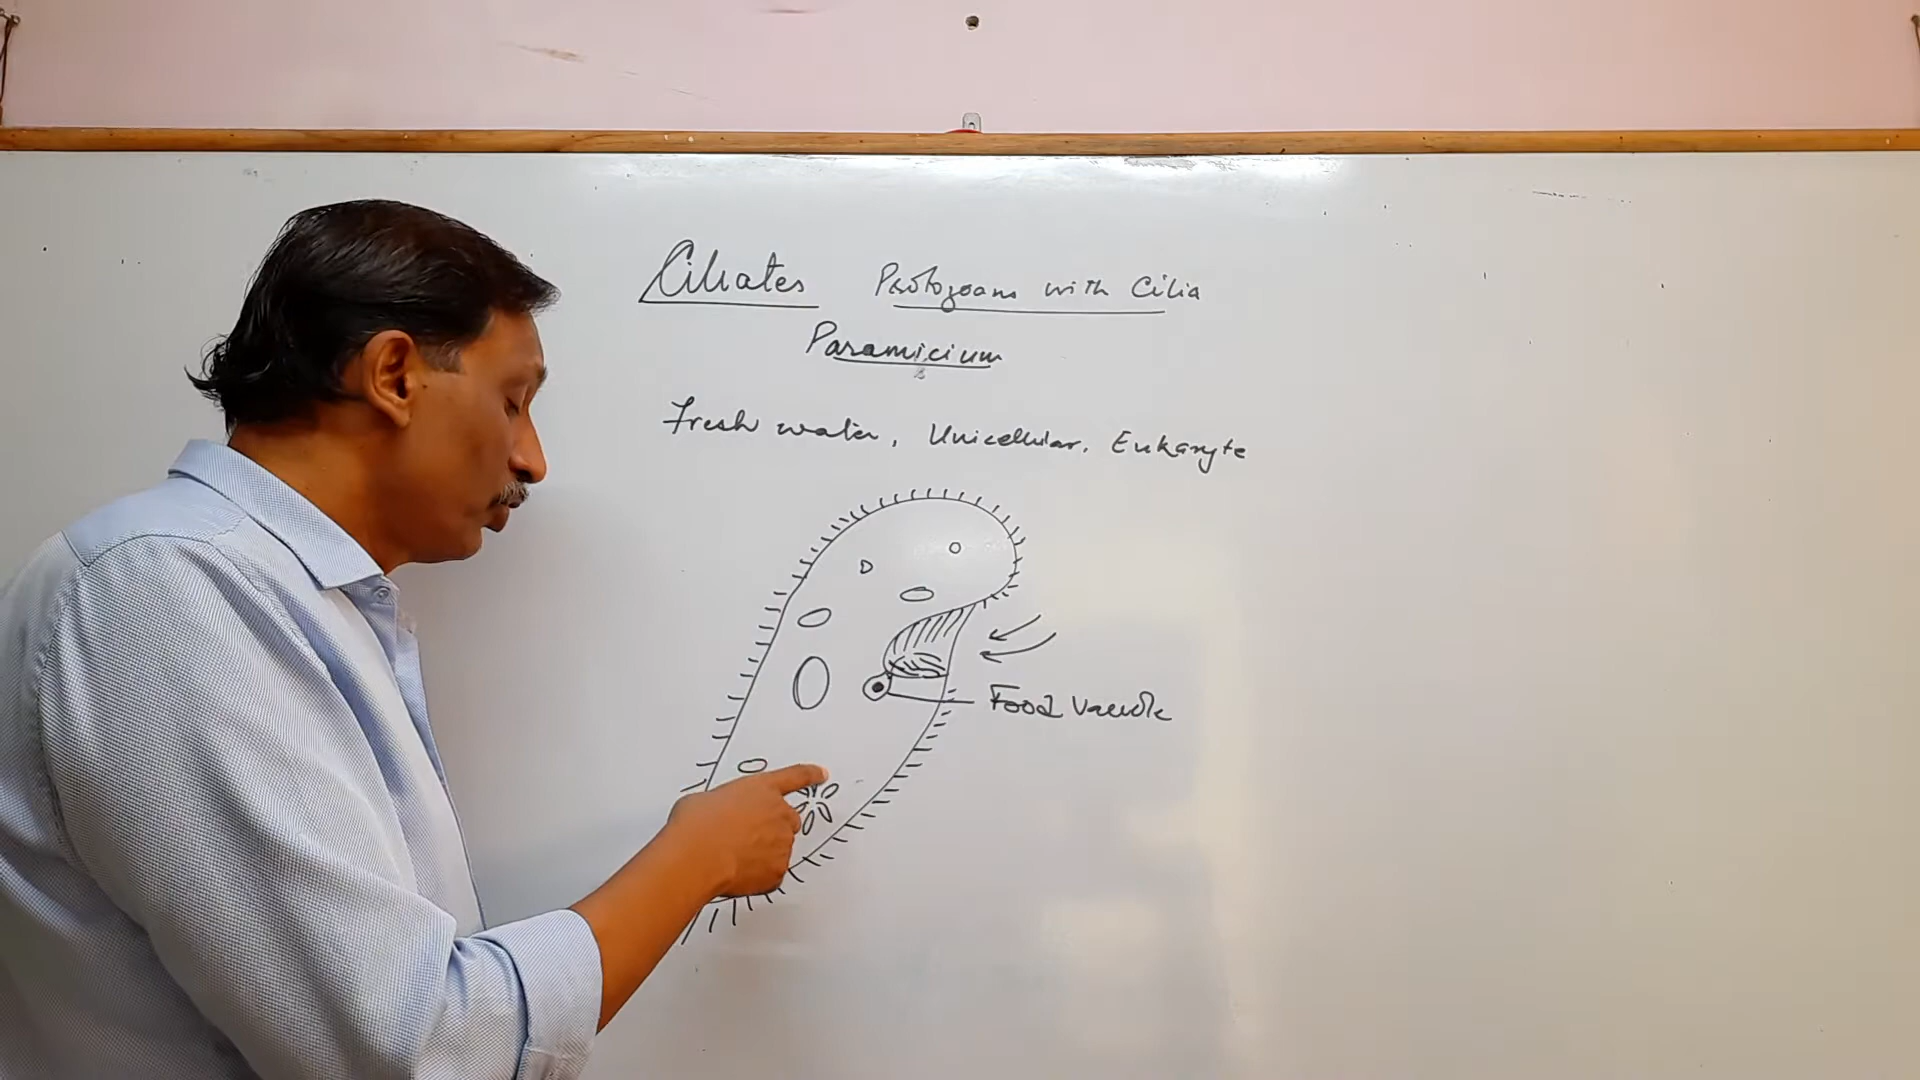 Ciliates Protozoans with Cilia
Paramicium
Fresh water, Unicellular, Eukaryte
Food Vacuole